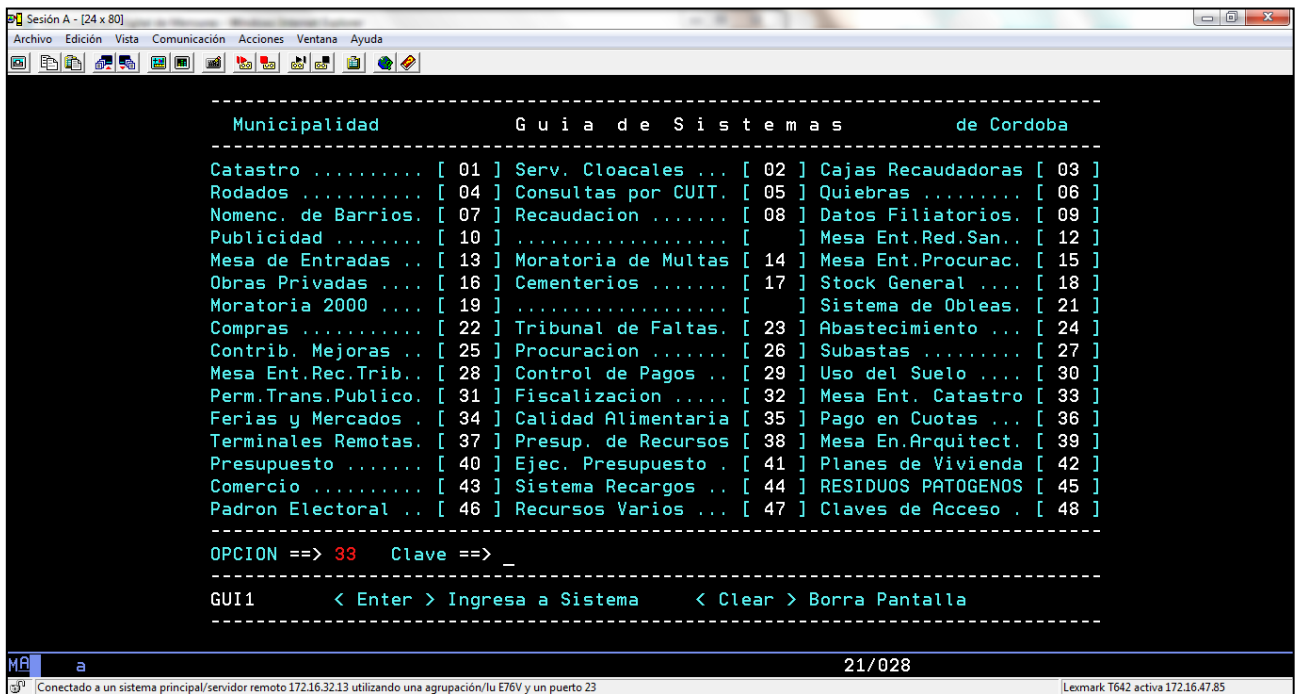 Sesión A - [24 x 80]
Archivo Edición Vista Comunicación Acciones Ventana Ayuda
Municipalidad G u i a d e S i s t e m a s de Cordoba
Catastro .......... [ 01 ] Serv. Cloacales ... [ 02 ] Cajas Recaudadoras [ 03 ]
Rodados ........... [ 04 ] Consultas por CUIT. [ 05 ] Quiebras ......... [ 06 ]
Nomenc. de Barrios. [ 07 ] Recaudacion ....... [ 08 ] Datos Filiatorios. [ 09 ]
Publicidad ........ [ 10 ] ................... [ ] Mesa Ent.Red.San.. [ 12 ]
Mesa de Entradas .. [ 13 ] Moratoria de Multas [ 14 ] Mesa Ent.Procurac. [ 15 ]
Obras Privadas .... [ 16 ] Cementerios ....... [ 17 ] Stock General .... [ 18 ]
Moratoria 2000 .... [ 19 ] ................... [ ] Sistema de Obleas. [ 21 ]
Compras ........... [ 22 ] Tribunal de Faltas. [ 23 ] Abastecimiento ... [ 24 ]
Contrib. Mejoras .. [ 25 ] Procuracion ....... [ 26 ] Subastas ......... [ 27 ]
Mesa Ent.Rec.Trib.. [ 28 ] Control de Pagos .. [ 29 ] Uso del Suelo .... [ 30 ]
Perm.Trans.Publico. [ 31 ] Fiscalizacion ..... [ 32 ] Mesa Ent. Catastro [ 33 ]
Ferias y Mercados . [ 34 ] Calidad Alimentaria [ 35 ] Pago en Cuotas ... [ 36 ]
Terminales Remotas. [ 37 ] Presup. de Recursos [ 38 ] Mesa En.Arquitect. [ 39 ]
Presupuesto ....... [ 40 ] Ejec. Presupuesto . [ 41 ] Planes de Vivienda [ 42 ]
Comercio .......... [ 43 ] Sistema Recargos .. [ 44 ] RESIDUOS PATOGENOS [ 45 ]
Padron Electoral .. [ 46 ] Recursos Varios ... [ 47 ] Claves de Acceso . [ 48 ]
OPCION ==> 33 Clave ==> _
GUI1 < Enter > Ingresa a Sistema < Clear > Borra Pantalla
MA a 21/028
Conectado a un sistema principal/servidor remoto 172.16.32.13 utilizando una agrupación/lu E76V y un puerto 23 Lexmark T642 activa 172.16.47.85